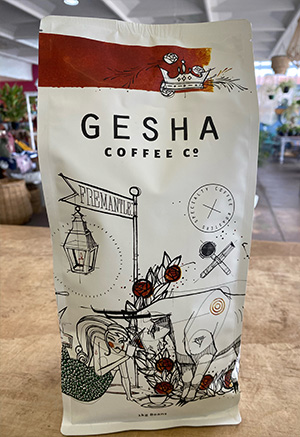 GESHA
COFFEE Cº
FREMANTLE
SPECIALTY COFFEE
1kg Beans